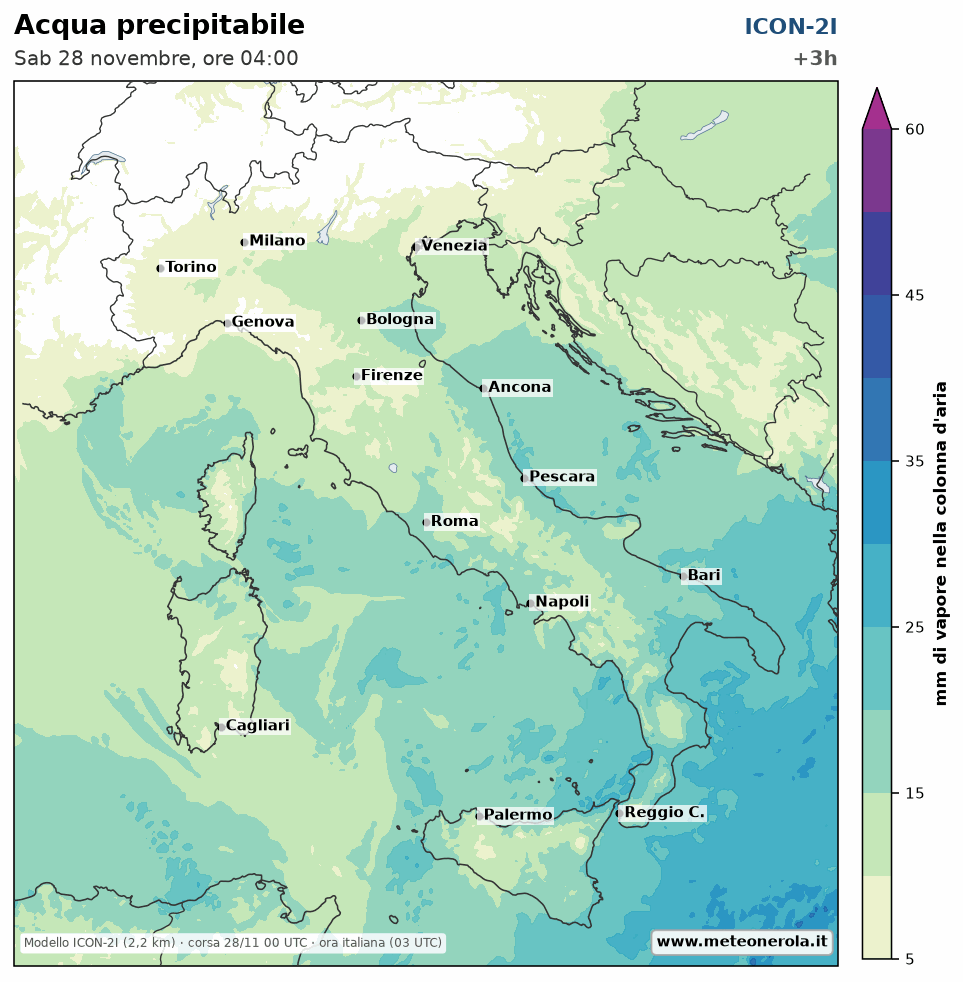 Acqua precipitabile
ICON-2I
Sab 28 novembre, ore 04:00
+3h
60
45
35
25
15
5
mm di vapore nella colonna d'aria
Milano
Venezia
Torino
Genova
Bologna
Firenze
Ancona
Pescara
Roma
Bari
Napoli
Cagliari
Palermo
Reggio C.
Modello ICON-2I (2,2 km) · corsa 28/11 00 UTC · ora italiana (03 UTC)
www.meteonerola.it